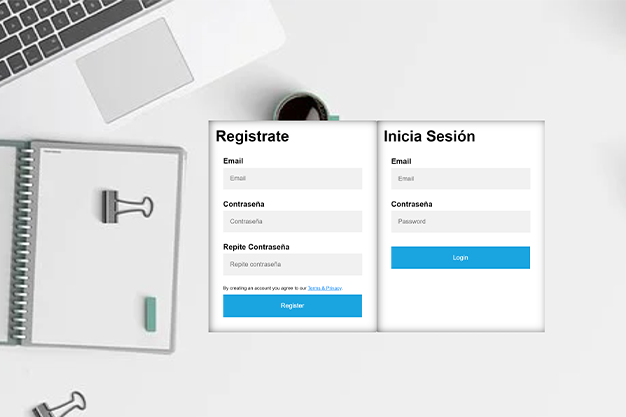 Registrate
Email
Email
Contraseña
Contraseña
Repite Contraseña
Repite contraseña
By creating an account you agree to our Terms & Privacy.
Register
Inicia Sesión
Email
Email
Contraseña
Password
Login